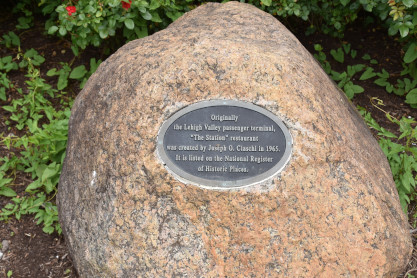 Originally
the Lehigh Valley passenger terminal,
"The Station" restaurant
was created by Joseph O. Ciaschi in 1965.
It is listed on the National Register
of Historic Places.